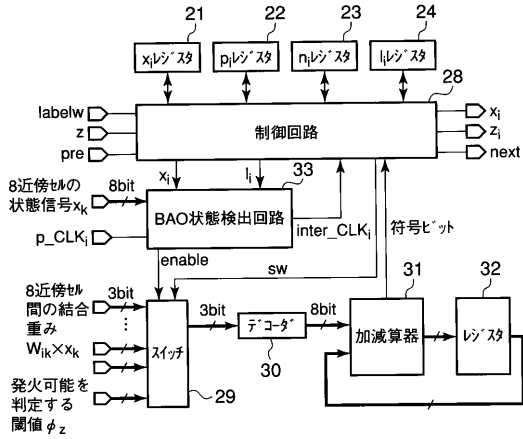 21
22
23
24
xiﾚｼﾞｽﾀ
piﾚｼﾞｽﾀ
niﾚｼﾞｽﾀ
liﾚｼﾞｽﾀ
28
labelw
z
pre
制御回路
xi
zi
next
xi
li
33
8近傍ｾﾙの
状態信号xk
8bit
BAO状態検出回路
inter_CLKi
符号ﾋﾞｯﾄ
p_CLKi
enable
sw
31
32
8近傍ｾﾙ
間の結合
重み
3bit
⋮
Wik×xk
ｽｲｯﾁ
3bit
ﾃﾞｺｰﾀﾞ
8bit
加減算器
ﾚｼﾞｽﾀ
30
発火可能を
判定する
閾値φz
29